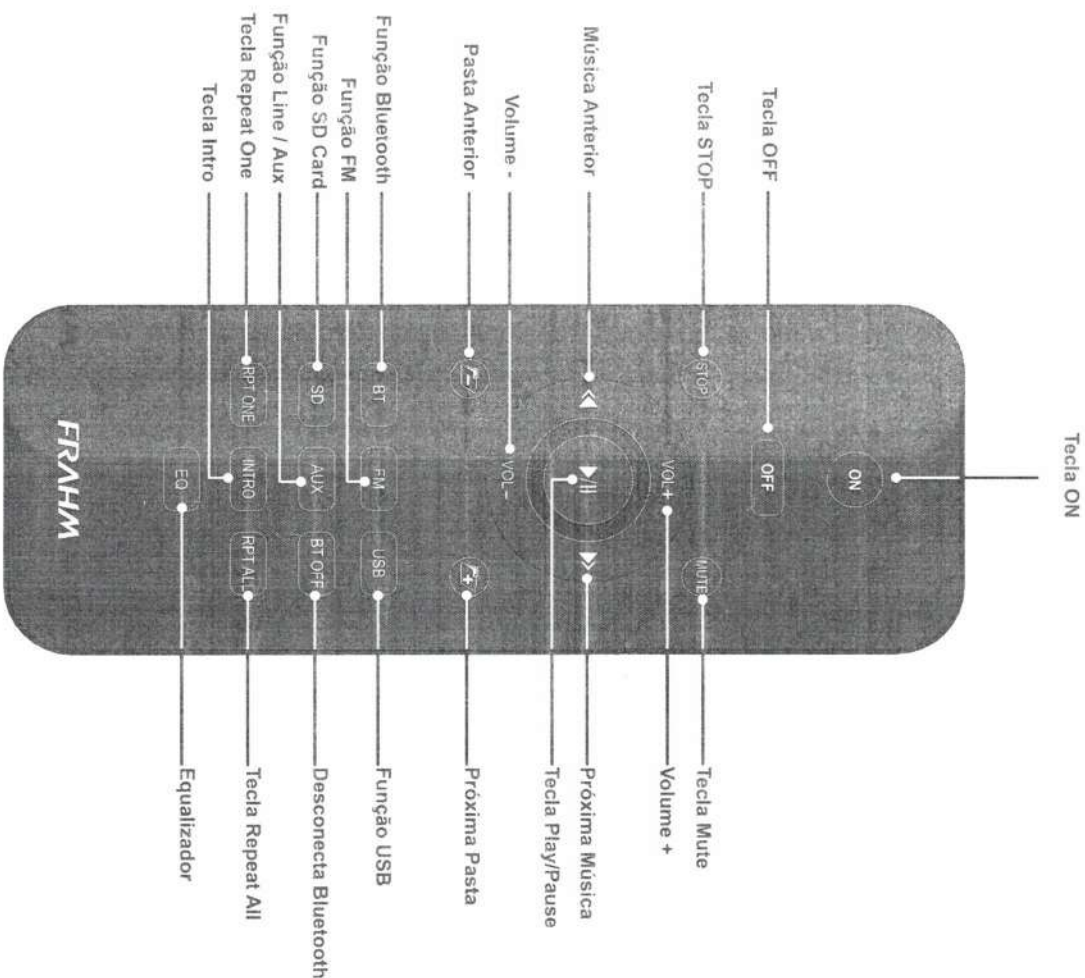 Tecla ON
Tecla OFF
Tecla STOP
Música Anterior
Volume -
Pasta Anterior
Função Bluetooth
Função FM
Função SD Card
Função Line / Aux
Tecla Repeat One
Tecla Intro
ON
OFF
STOP
MUTE
VOL+
VOL-
BT
FM
USB
SD
AUX
BT OFF
RPT ONE
INTRO
RPT ALL
EQ
FRAHM
Tecla Mute
Volume +
Próxima Música
Tecla Play/Pause
Próxima Pasta
Função USB
Desconecta Bluetooth
Tecla Repeat All
Equalizador